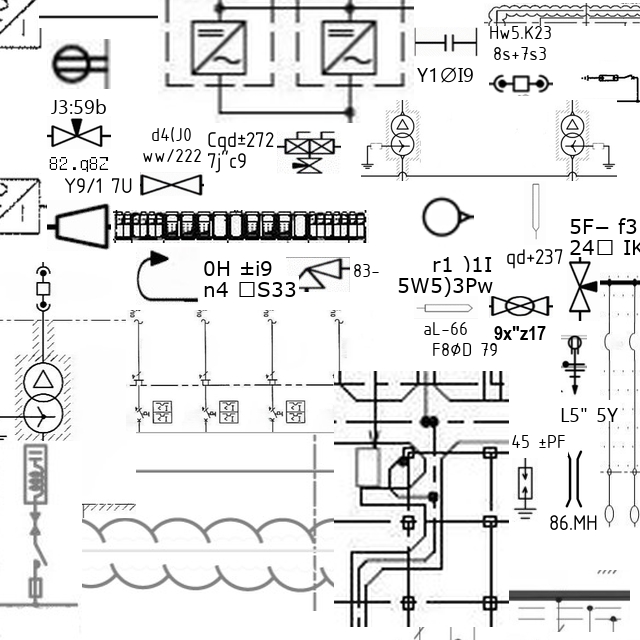 Hw5.K23
8s+7s3
Y1∅I9
J3:59b
82.q8Z
d4(J0
ww/222
Cqd±272
7j"c9
Y9/1 7U
5F− f3
24□ IK
qd+237
r1 )1I
5W5)3Pw
0H ±i9
n4 □S33
83-
aL-66
F8∅D 79
9x"z17
L5" 5Y
45 ±PF
86.MH